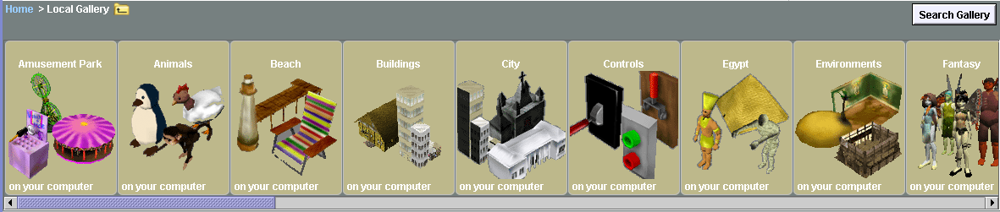 Home > Local Gallery
Search Gallery
Amusement Park
Animals
Beach
Buildings
City
Controls
Egypt
Environments
Fantasy
on your computer
on your computer
on your computer
on your computer
on your computer
on your computer
on your computer
on your computer
on your computer